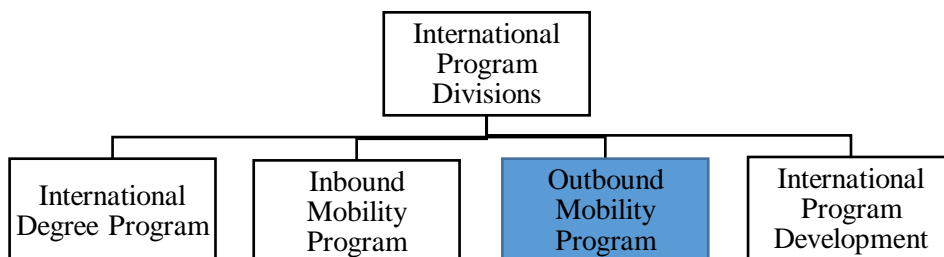 International
Program
Divisions
International
Degree Program
Inbound
Mobility
Program
Outbound
Mobility
Program
International
Program
Development